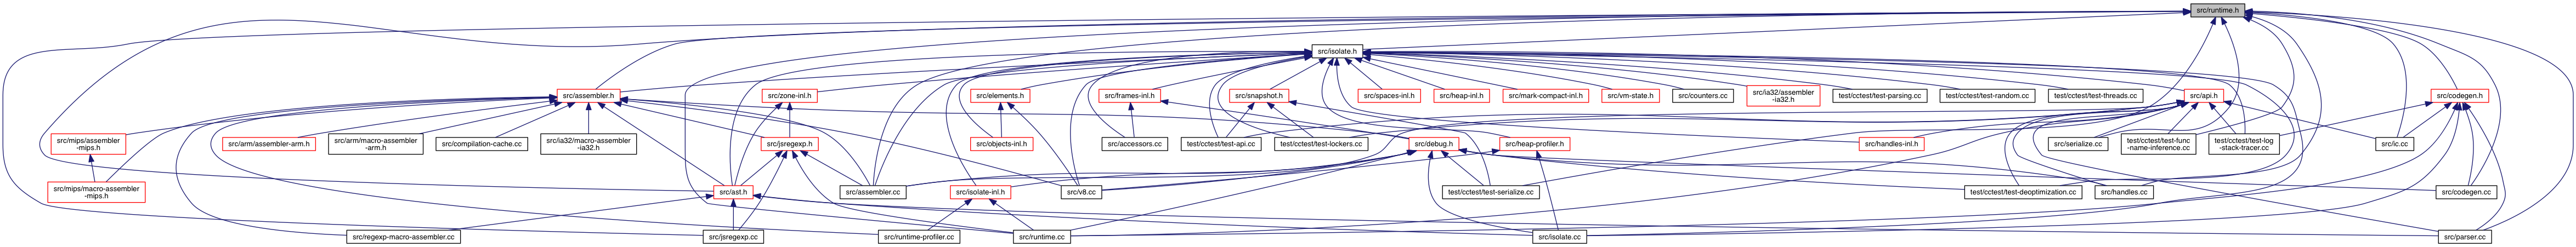 src/runtime.h
src/isolate.h
src/assembler.h
src/zone-inl.h
src/elements.h
src/frames-inl.h
src/snapshot.h
src/spaces-inl.h
src/heap-inl.h
src/mark-compact-inl.h
src/vm-state.h
src/counters.cc
src/ia32/assembler
-ia32.h
test/cctest/test-parsing.cc
test/cctest/test-random.cc
test/cctest/test-threads.cc
src/api.h
src/codegen.h
src/mips/assembler
-mips.h
src/arm/assembler-arm.h
src/arm/macro-assembler
-arm.h
src/compilation-cache.cc
src/ia32/macro-assembler
-ia32.h
src/jsregexp.h
src/objects-inl.h
src/accessors.cc
test/cctest/test-api.cc
test/cctest/test-lockers.cc
src/debug.h
src/heap-profiler.h
src/handles-inl.h
src/serialize.cc
test/cctest/test-func
-name-inference.cc
test/cctest/test-log
-stack-tracer.cc
src/ic.cc
src/mips/macro-assembler
-mips.h
src/ast.h
src/assembler.cc
src/isolate-inl.h
src/v8.cc
test/cctest/test-serialize.cc
test/cctest/test-deoptimization.cc
src/handles.cc
src/codegen.cc
src/regexp-macro-assembler.cc
src/jsregexp.cc
src/runtime-profiler.cc
src/runtime.cc
src/isolate.cc
src/parser.cc